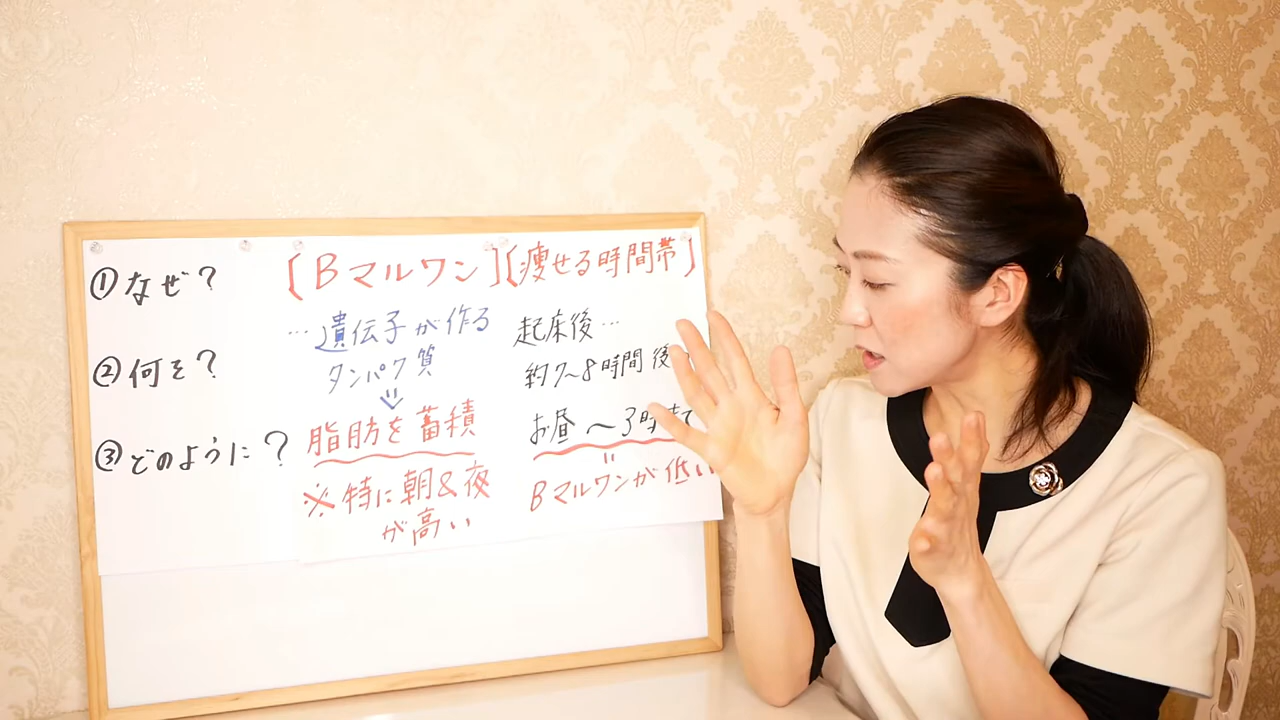 ①なぜ?
②何を?
③どのように?
【Bマルワン】
…遺伝子が作る
タンパク質
脂肪を蓄積
※特に朝&夜
が高い
【痩せる時間帯】
起床後…
約7〜8時間後
お昼〜3時まで
Bマルワンが低い